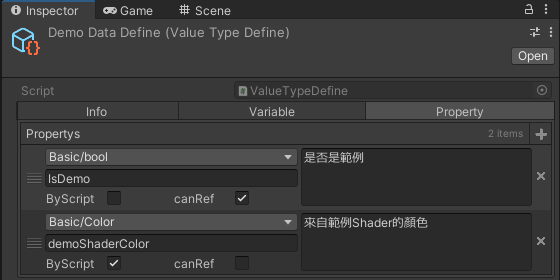 Inspector Game Scene
Demo Data Define (Value Type Define)
Open
Script ValueTypeDefine
Info Variable Property
Propertys 2 items
Basic/bool 是否是範例
IsDemo
ByScript canRef
Basic/Color 來自範例Shader的顏色
demoShaderColor
ByScript canRef